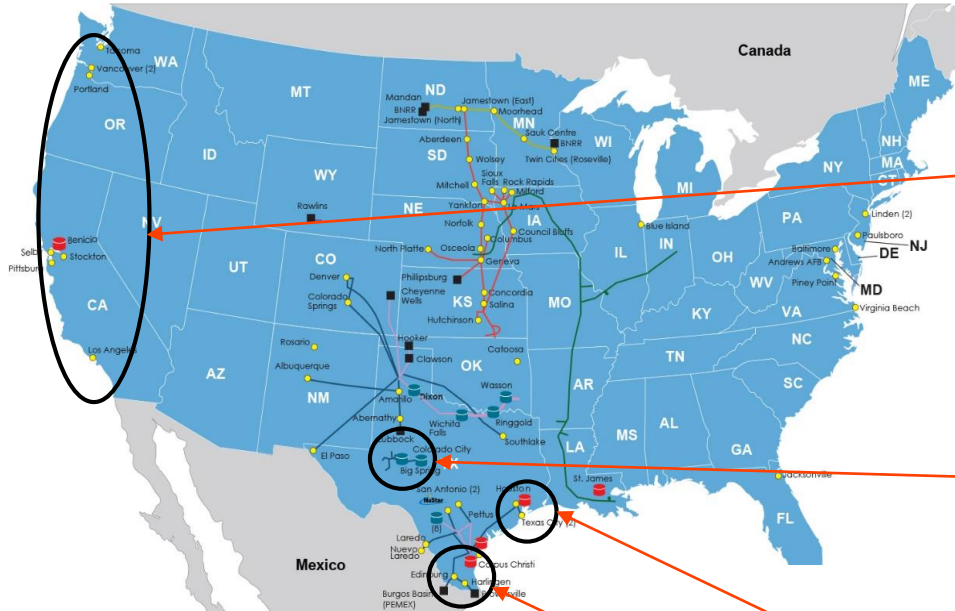 Canada
Tacoma
Vancouver (2)
Portland
WA
OR
MT
ID
WY
NV
UT
CA
AZ
CO
NM
ND
SD
NE
KS
OK
MN
WI
IA
MO
AR
LA
IL
IN
MI
OH
KY
TN
MS
AL
GA
FL
SC
NC
VA
WV
PA
NY
ME
NH
MA
CT
NJ
DE
MD
Mandan
BNRR
Jamestown (North)
Jamestown (East)
Moorhead
Sauk Centre
BNRR
Twin Cities (Roseville)
Aberdeen
Wolsey
Mitchell
Sioux
Falls
Rock Rapids
Milford
Le Mars
Yankton
Norfolk
Columbus
Council Bluffs
Osceola
Geneva
North Platte
Phillipsburg
Concordia
Salina
Hutchinson
Rawlins
Denver
Colorado
Springs
Cheyenne
Wells
Hooker
Clawson
Rosario
Albuquerque
Amarillo
Abernathy
Lubbock
Dixon
Wichita
Falls
Wasson
Ringgold
Catoosa
Southlake
El Paso
Colorado City
Big Spring
San Antonio (2)
NuStar
(8)
Pettus
Houston
Texas City (2)
St. James
Laredo
Nuevo
Laredo
Corpus Christi
Edinburg
Harlingen
Brownsville
Burgos Basin
(PEMEX)
Mexico
Benicia
Selby
Stockton
Pittsburg
Los Angeles
Blue Island
Linden (2)
Paulsboro
Baltimore
Andrews AFB
Piney Point
Virginia Beach
Jacksonville